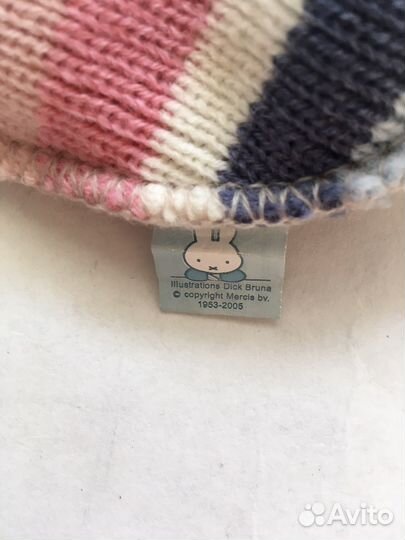 Illustrations Dick Bruna
© copyright Mercis bv.
1953-2005
Avito